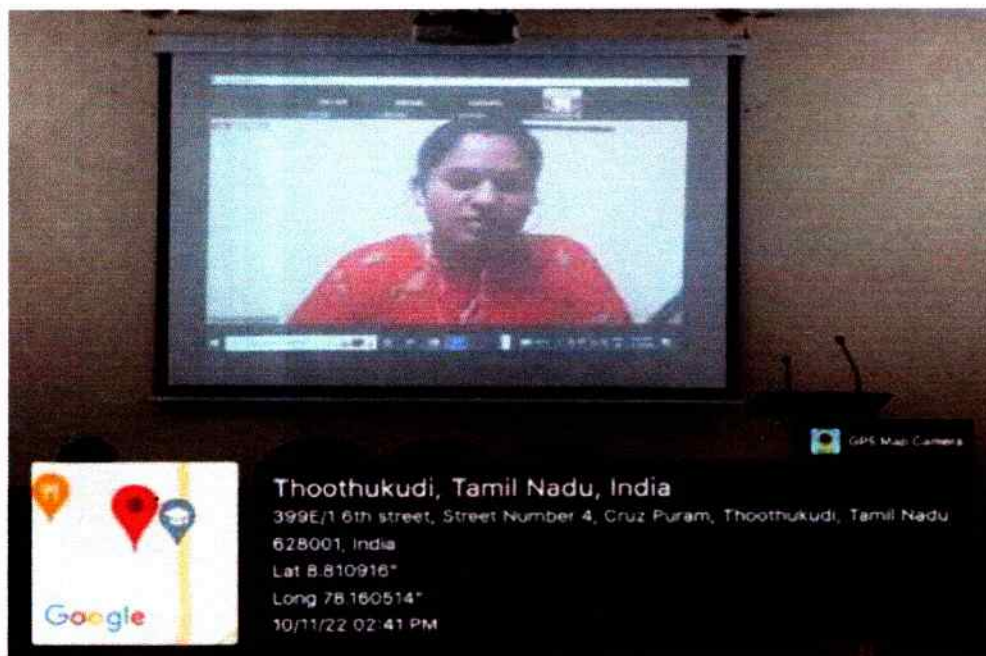 GPS Map Camera
Thoothukudi, Tamil Nadu, India
399E/1 6th street, Street Number 4, Cruz Puram, Thoothukudi, Tamil Nadu
628001, India
Lat 8.810916°
Long 78.160514°
10/11/22 02:41 PM
Google